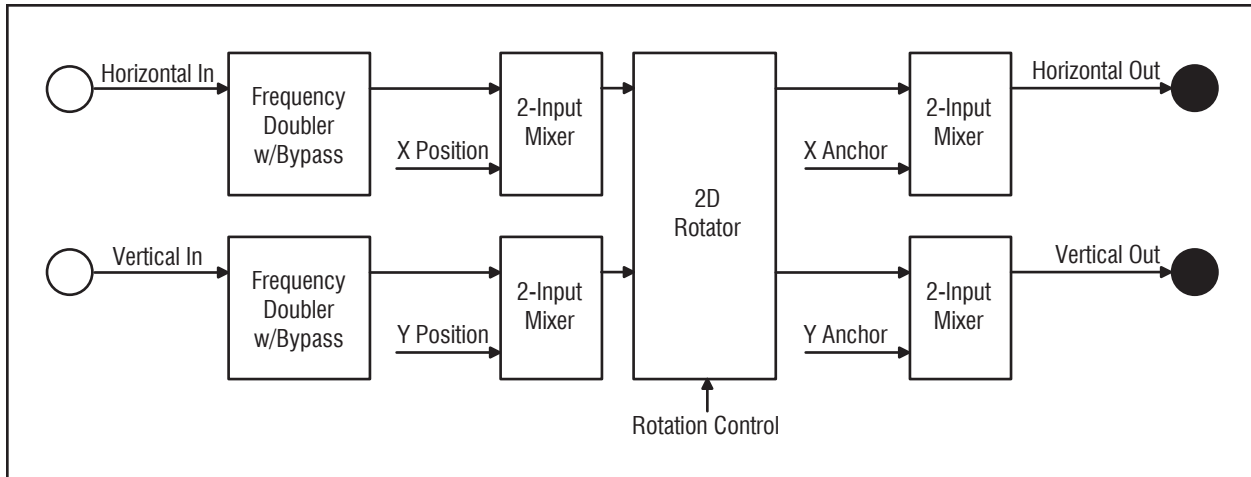 Horizontal In
Frequency
Doubler
w/Bypass
X Position
2-Input
Mixer
2D
Rotator
X Anchor
2-Input
Mixer
Horizontal Out
Vertical In
Frequency
Doubler
w/Bypass
Y Position
2-Input
Mixer
Y Anchor
2-Input
Mixer
Vertical Out
Rotation Control